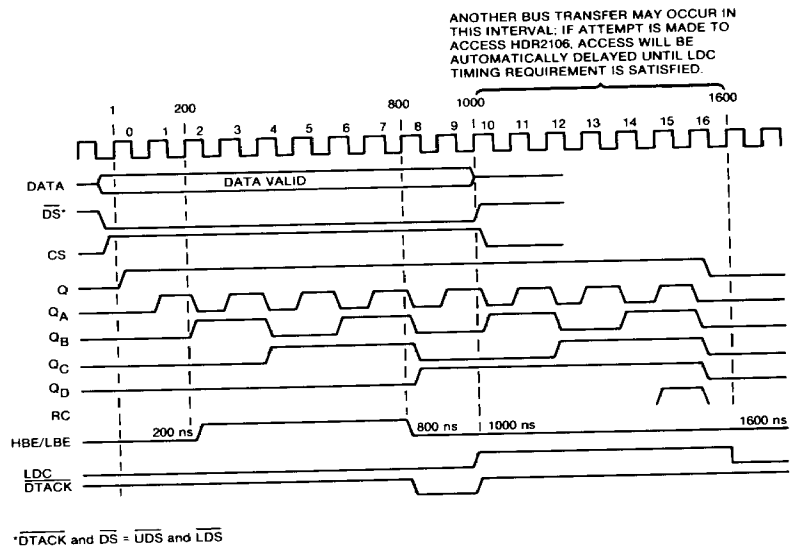 ANOTHER BUS TRANSFER MAY OCCUR IN
THIS INTERVAL; IF ATTEMPT IS MADE TO
ACCESS HDR2106, ACCESS WILL BE
AUTOMATICALLY DELAYED UNTIL LDC
TIMING REQUIREMENT IS SATISFIED.
1 200 800 1000 1600
0 1 2 3 4 5 6 7 8 9 10 11 12 13 14 15 16
DATA DATA VALID
DS*
CS
Q
QA
QB
QC
QD
RC
HBE/LBE 200 ns 800 ns 1000 ns 1600 ns
LDC
DTACK
*DTACK and DS = UDS and LDS